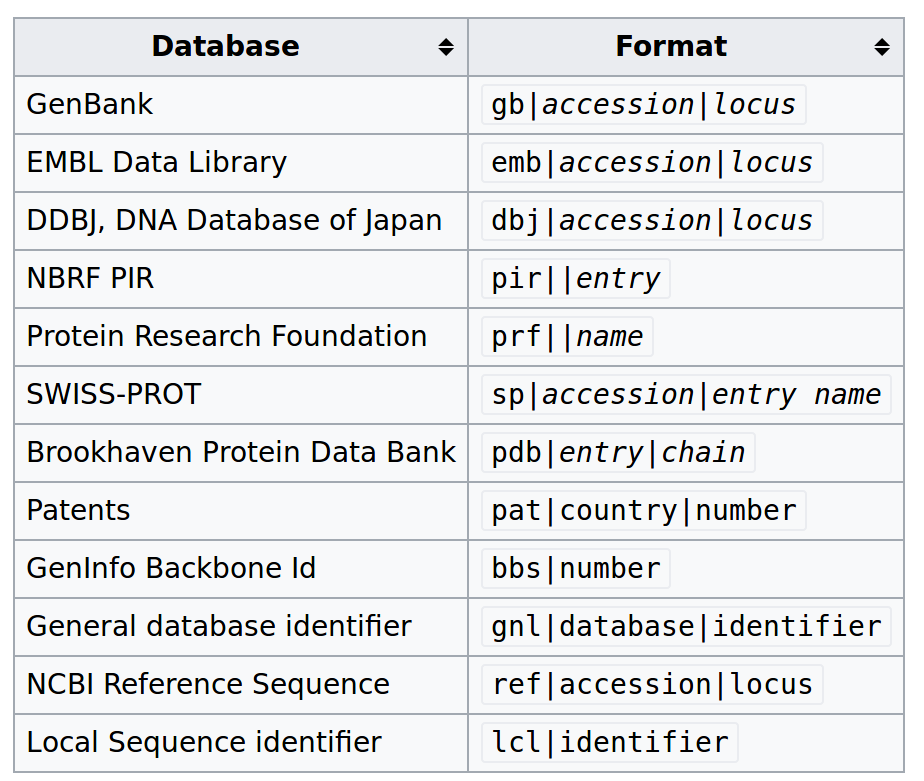 Database Format
GenBank gb|accession|locus
EMBL Data Library emb|accession|locus
DDBJ, DNA Database of Japan dbj|accession|locus
NBRF PIR pir||entry
Protein Research Foundation prf||name
SWISS-PROT sp|accession|entry name
Brookhaven Protein Data Bank pdb|entry|chain
Patents pat|country|number
GenInfo Backbone Id bbs|number
General database identifier gnl|database|identifier
NCBI Reference Sequence ref|accession|locus
Local Sequence identifier lcl|identifier